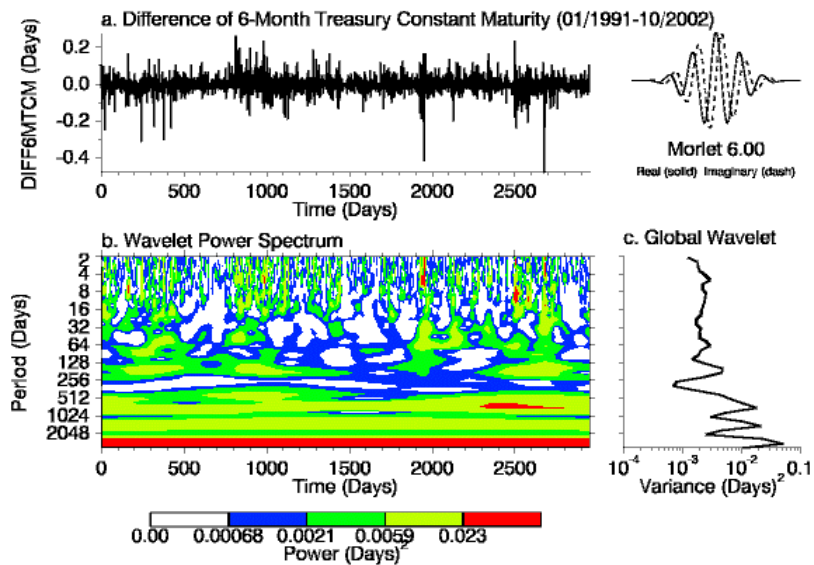 a. Difference of 6-Month Treasury Constant Maturity (01/1991-10/2002)
DIFF6MTCM (Days)
0.2
0.0
-0.2
-0.4
0 500 1000 1500 2000 2500
Time (Days)
Morlet 6.00
Real (solid) Imaginary (dash)
b. Wavelet Power Spectrum
Period (Days)
2
4
8
16
32
64
128
256
512
1024
2048
0 500 1000 1500 2000 2500
Time (Days)
c. Global Wavelet
10-4 10-3 10-2 0.1
Variance (Days)2
0.00 0.00068 0.0021 0.0059 0.023
Power (Days)2